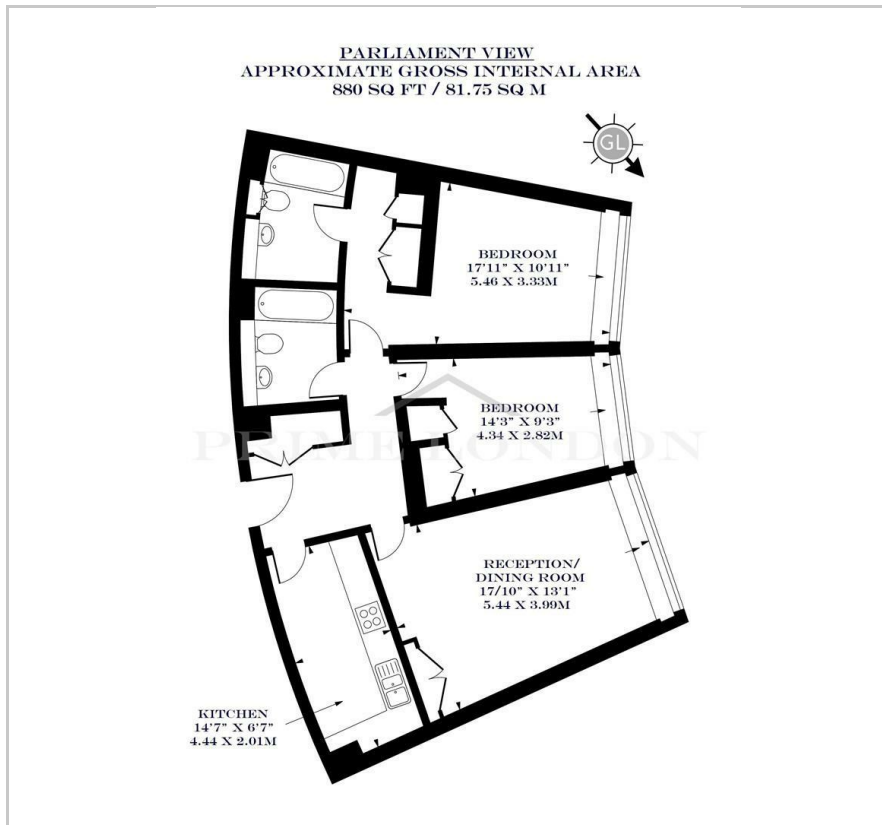 PARLIAMENT VIEW
APPROXIMATE GROSS INTERNAL AREA
880 SQ FT / 81.75 SQ M
GL
BEDROOM
17'11" X 10'11"
5.46 X 3.33M
BEDROOM
14'3" X 9'3"
4.34 X 2.82M
PRIME LONDON
RECEPTION/
DINING ROOM
17/10" X 13'1"
5.44 X 3.99M
KITCHEN
14'7" X 6'7"
4.44 X 2.01M